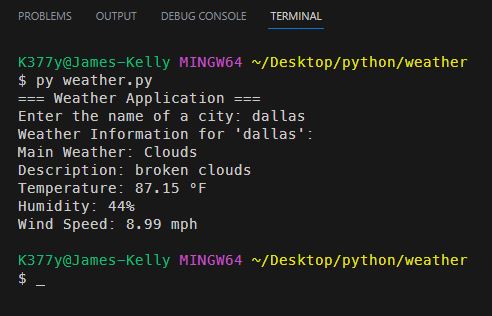 PROBLEMS OUTPUT DEBUG CONSOLE TERMINAL
K377y@James-Kelly MINGW64 ~/Desktop/python/weather
$ py weather.py
=== Weather Application ===
Enter the name of a city: dallas
Weather Information for 'dallas':
Main Weather: Clouds
Description: broken clouds
Temperature: 87.15 °F
Humidity: 44%
Wind Speed: 8.99 mph
K377y@James-Kelly MINGW64 ~/Desktop/python/weather
$ _